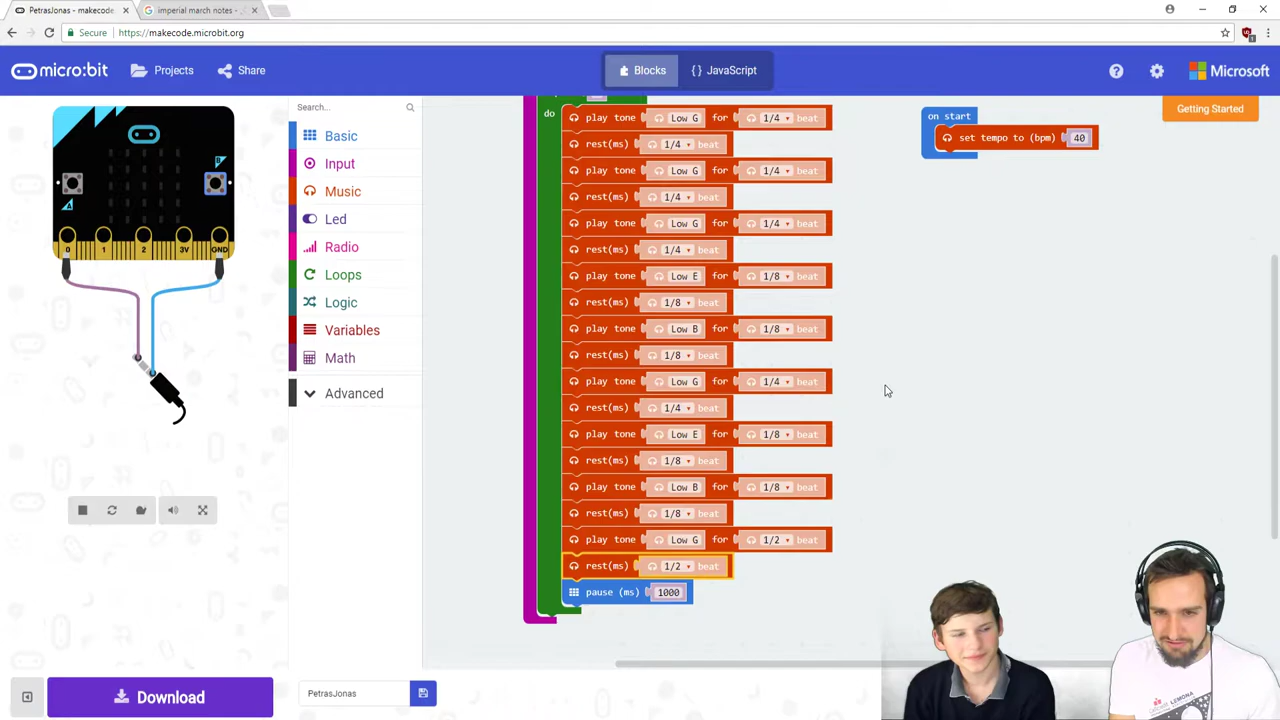 PetrasJonas - makecode
imperial march notes -
Secure https://makecode.microbit.org
micro:bit
Projects
Share
Blocks
{ } JavaScript
Microsoft
Getting Started
Search...
Basic
Input
Music
Led
Radio
Loops
Logic
Variables
Math
Advanced
A
B
0 1 2 3V GND
do
play tone Low G for 1/4 beat
rest(ms) 1/4 beat
play tone Low G for 1/4 beat
rest(ms) 1/4 beat
play tone Low G for 1/4 beat
rest(ms) 1/4 beat
play tone Low E for 1/8 beat
rest(ms) 1/8 beat
play tone Low B for 1/8 beat
rest(ms) 1/8 beat
play tone Low G for 1/4 beat
rest(ms) 1/4 beat
play tone Low E for 1/8 beat
rest(ms) 1/8 beat
play tone Low B for 1/8 beat
rest(ms) 1/8 beat
play tone Low G for 1/2 beat
rest(ms) 1/2 beat
pause (ms) 1000
on start
set tempo to (bpm) 40
Download
PetrasJonas
LEMONA